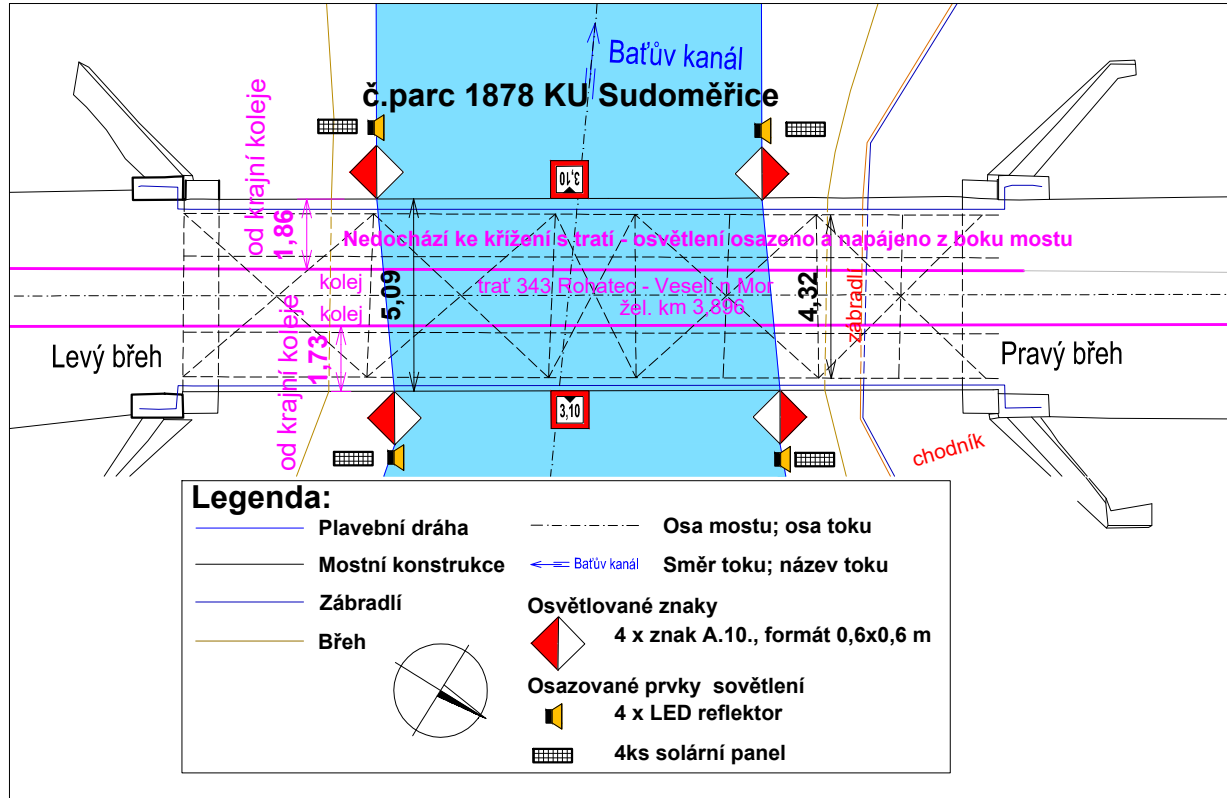 Baťův kanál
č.parc 1878 KU Sudoměřice
od krajní koleje
1,86
3,10
Nedochází ke křížení s tratí - osvětlení osazeno a napájeno z boku mostu
kolej
trať 343 Rohatec - Veselí n Mor
kolej
žel. km 3,896
5,09
4,32
zábradlí
Levý břeh
Pravý břeh
od krajní koleje
1,73
3,10
chodník
Legenda:
Plavební dráha
Mostní konstrukce
Zábradlí
Břeh
Osa mostu; osa toku
Baťův kanál
Směr toku; název toku
Osvětlované znaky
4 x znak A.10., formát 0,6x0,6 m
Osazované prvky sovětlení
4 x LED reflektor
4ks solární panel